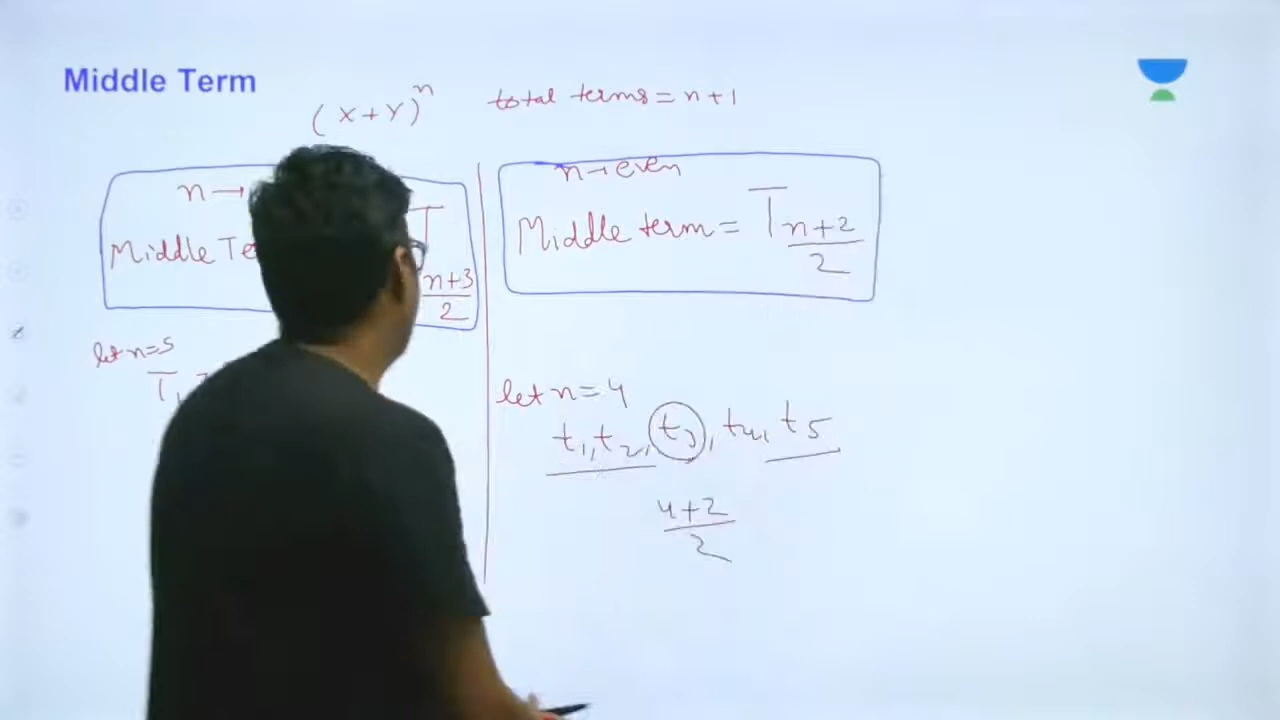 Middle Term
(x+y)^n total terms = n+1
n →
Middle Te
T n+3/2
let n=5
T1
n → even
Middle term = T n+2/2
let n = 4
t1, t2, t3, t4, t5
4+2/2